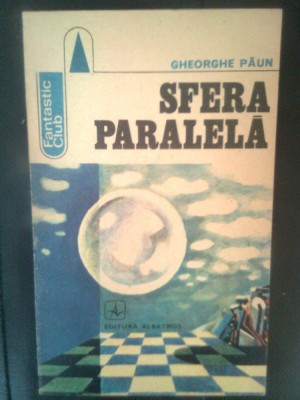 GHEORGHE PĂUN
Fantastic
Club
SFERA
PARALELĂ
EDITURA ALBATROS